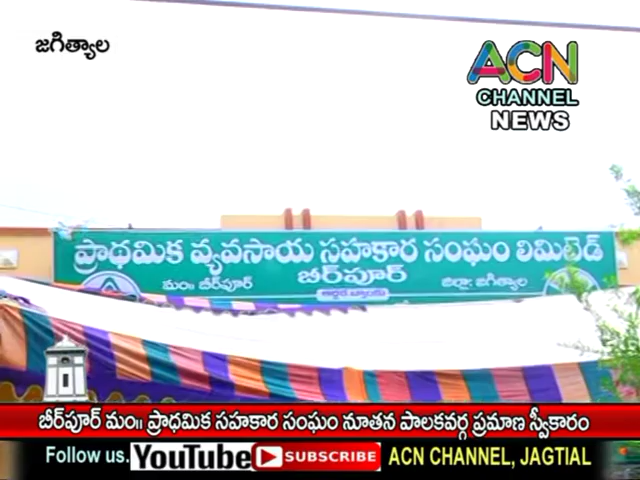 జగిత్యాల
ACN
CHANNEL
NEWS
ప్రాథమిక వ్యవసాయ సహకార సంఘం లిమిటెడ్
బీర్‌పూర్
మం॥ బీర్‌పూర్
జిల్లా: జగిత్యాల
బీర్‌పూర్ మం॥ ప్రాథమిక సహకార సంఘం నూతన పాలకవర్గ ప్రమాణ స్వీకారం
Follow us. YouTube SUBSCRIBE ACN CHANNEL, JAGTIAL